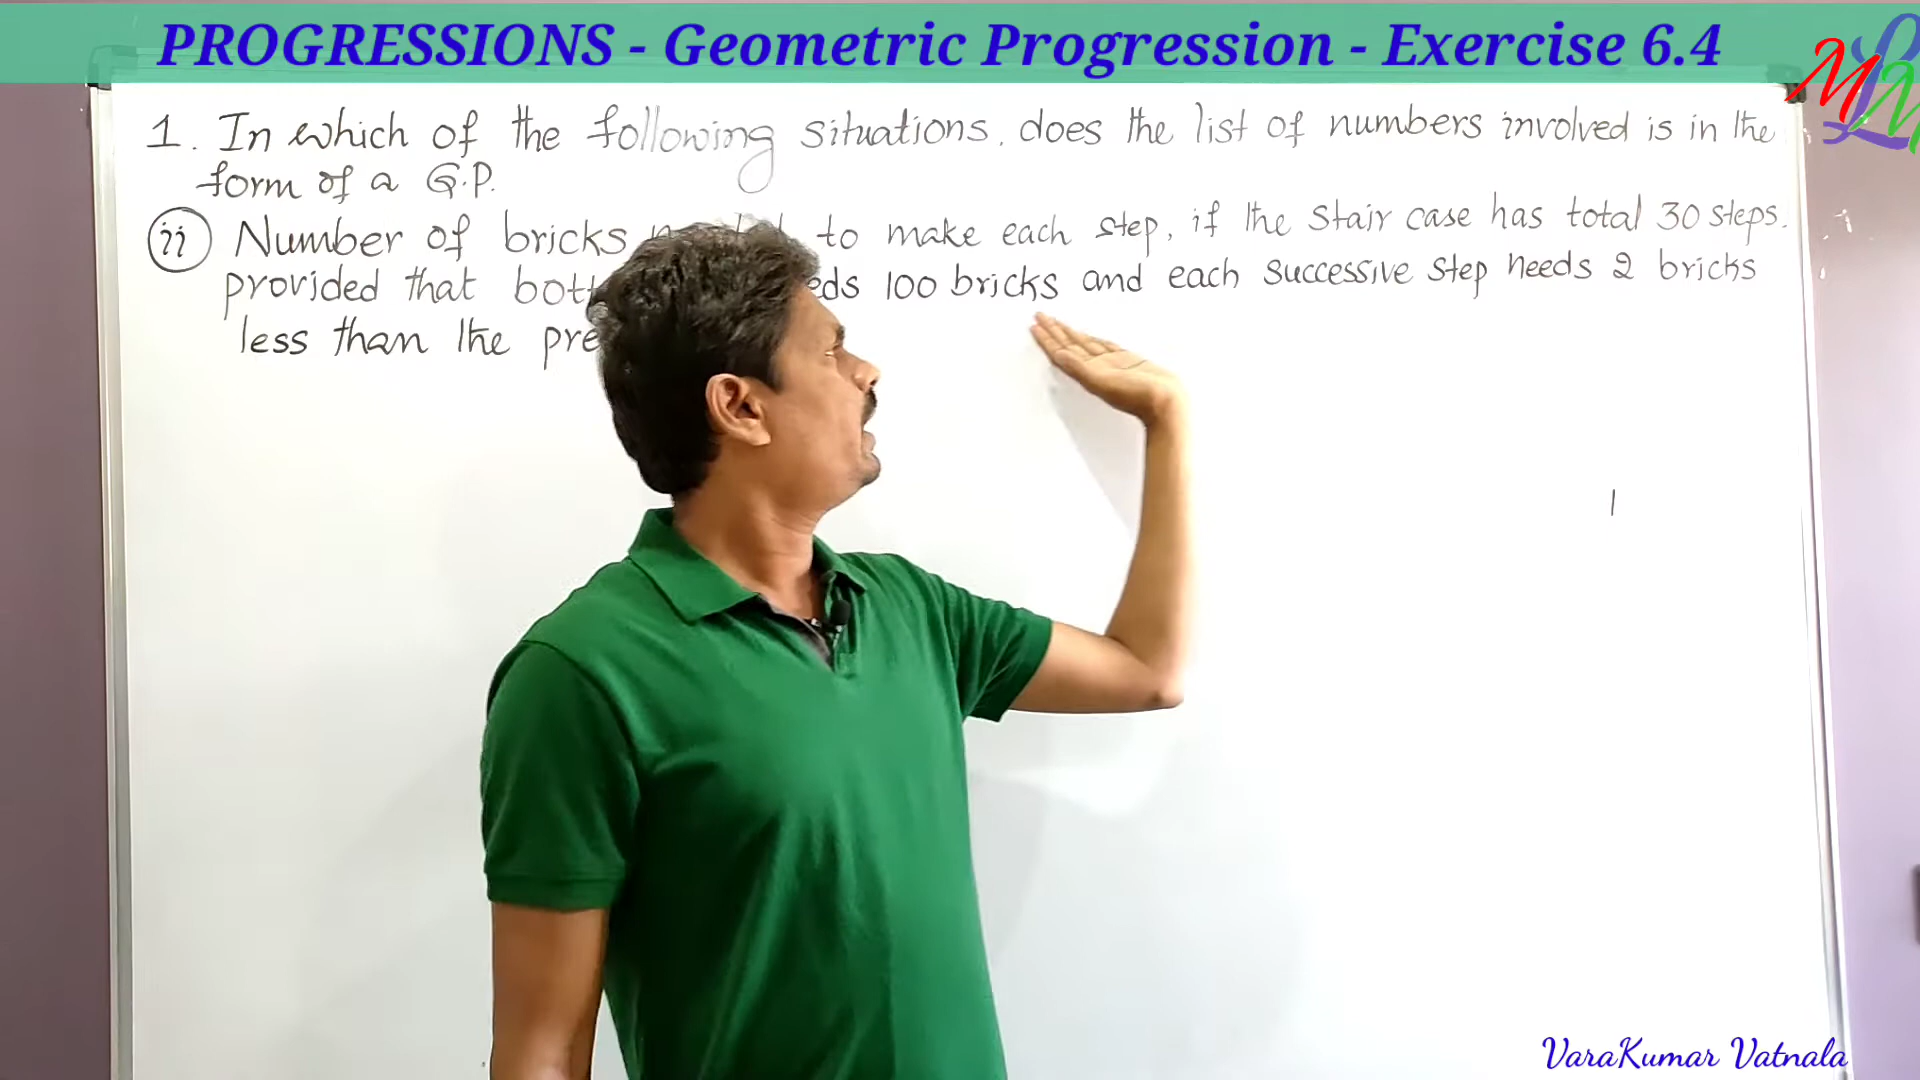 PROGRESSIONS - Geometric Progression - Exercise 6.4
MLM
1. In which of the following situations, does the list of numbers involved is in the
form of a G.P.
(ii) Number of bricks to make each step, if the Stair case has total 30 steps.
provided that 100 bricks and each successive step needs 2 bricks
less than the
VaraKumar Vatnala